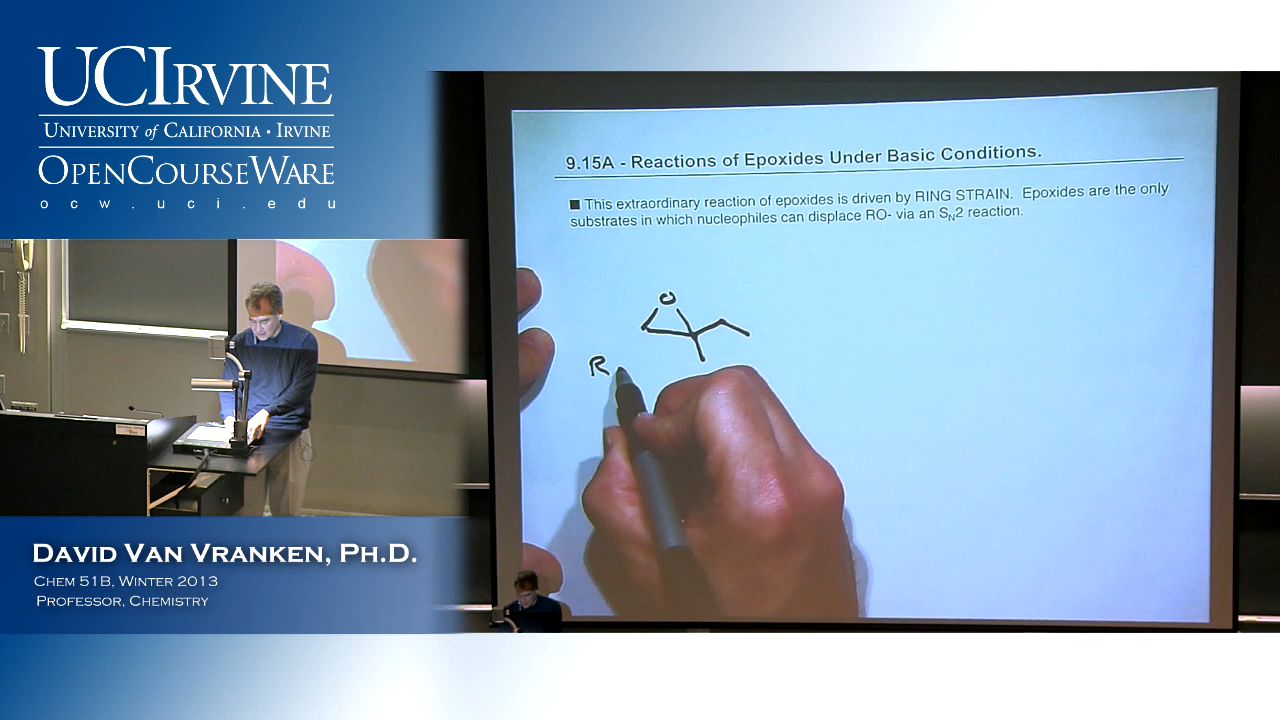 UCIRVINE
UNIVERSITY of CALIFORNIA · IRVINE
OPENCOURSEWARE
ocw.uci.edu
9.15A - Reactions of Epoxides Under Basic Conditions.
■ This extraordinary reaction of epoxides is driven by RING STRAIN. Epoxides are the only
substrates in which nucleophiles can displace RO- via an SN2 reaction.
O
R
DAVID VAN VRANKEN, PH.D.
CHEM 51B, WINTER 2013
PROFESSOR, CHEMISTRY